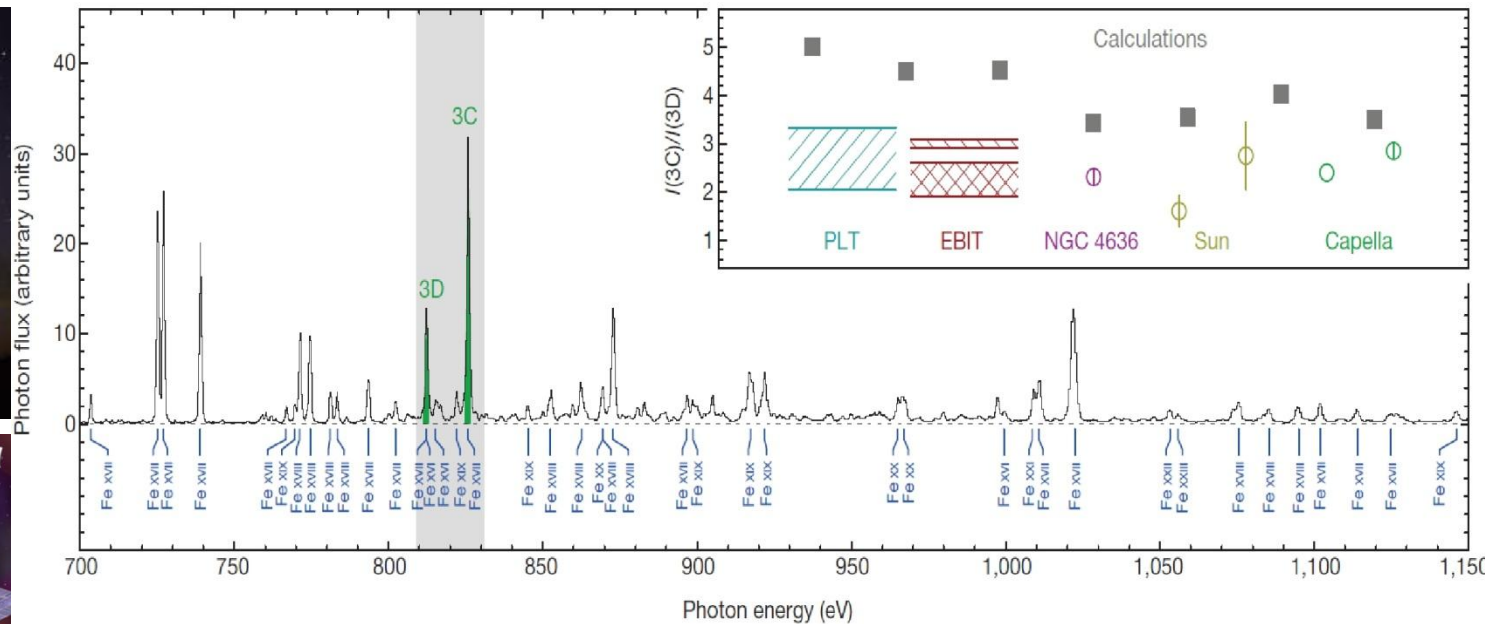 Photon flux (arbitrary units)
40
30
20
10
0
3D
3C
I(3C)/I(3D)
5
4
3
2
1
Calculations
PLT
EBIT
NGC 4636
Sun
Capella
Fe XVII
Fe XVII
Fe XVII
Fe XVII
Fe XVII
Fe XIX
Fe XVIII
Fe XVIII
Fe XVIII
Fe XVIII
Fe XVIII
Fe XVIII
Fe XVII
Fe XVI
Fe XVI
Fe XIX
Fe XVII
Fe XIX
Fe XVIII
Fe XVIII
Fe XX
Fe XVIII
Fe XVIII
Fe XVII
Fe XIX
Fe XIX
Fe XIX
Fe XX
Fe XX
Fe XVI
Fe XXI
Fe XVII
Fe XVII
Fe XXII
Fe XXIII
Fe XVIII
Fe XVIII
Fe XVIII
Fe XVII
Fe XVII
Fe XVII
Fe XIX
700
750
800
850
900
950
1,000
1,050
1,100
1,150
Photon energy (eV)